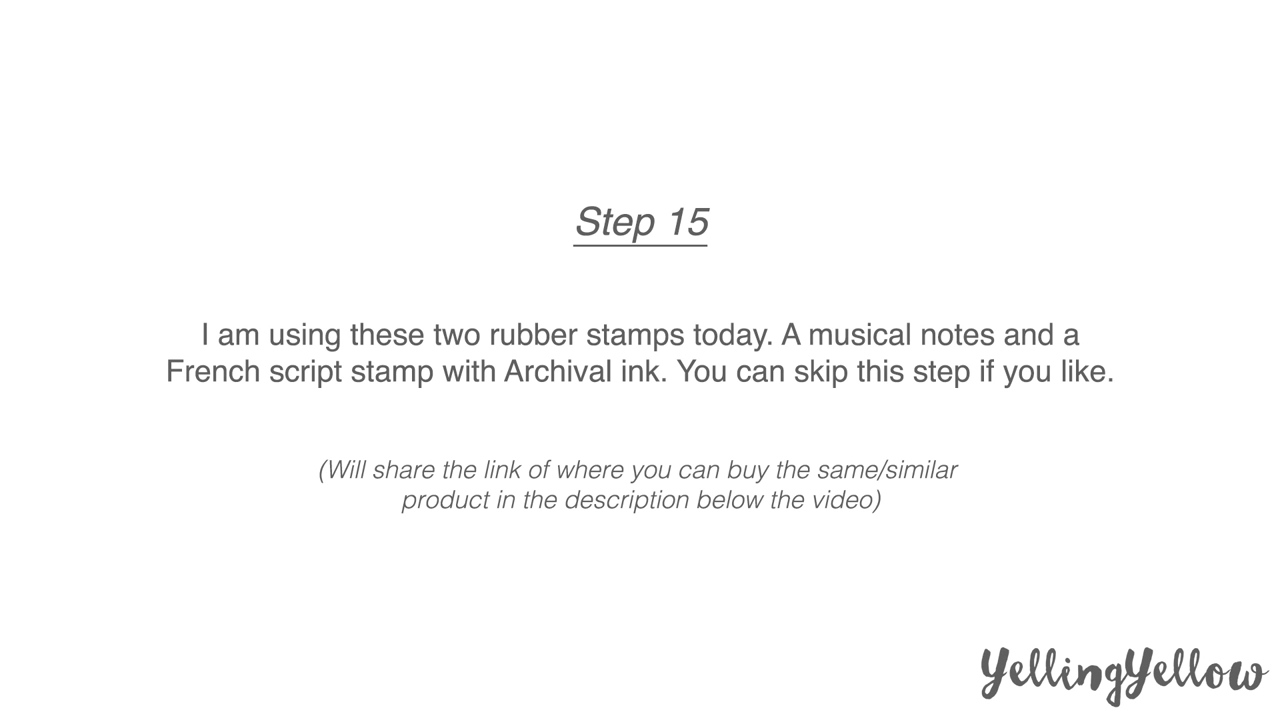 Step 15
I am using these two rubber stamps today. A musical notes and a
French script stamp with Archival ink. You can skip this step if you like.
(Will share the link of where you can buy the same/similar
product in the description below the video)
YellingYellow